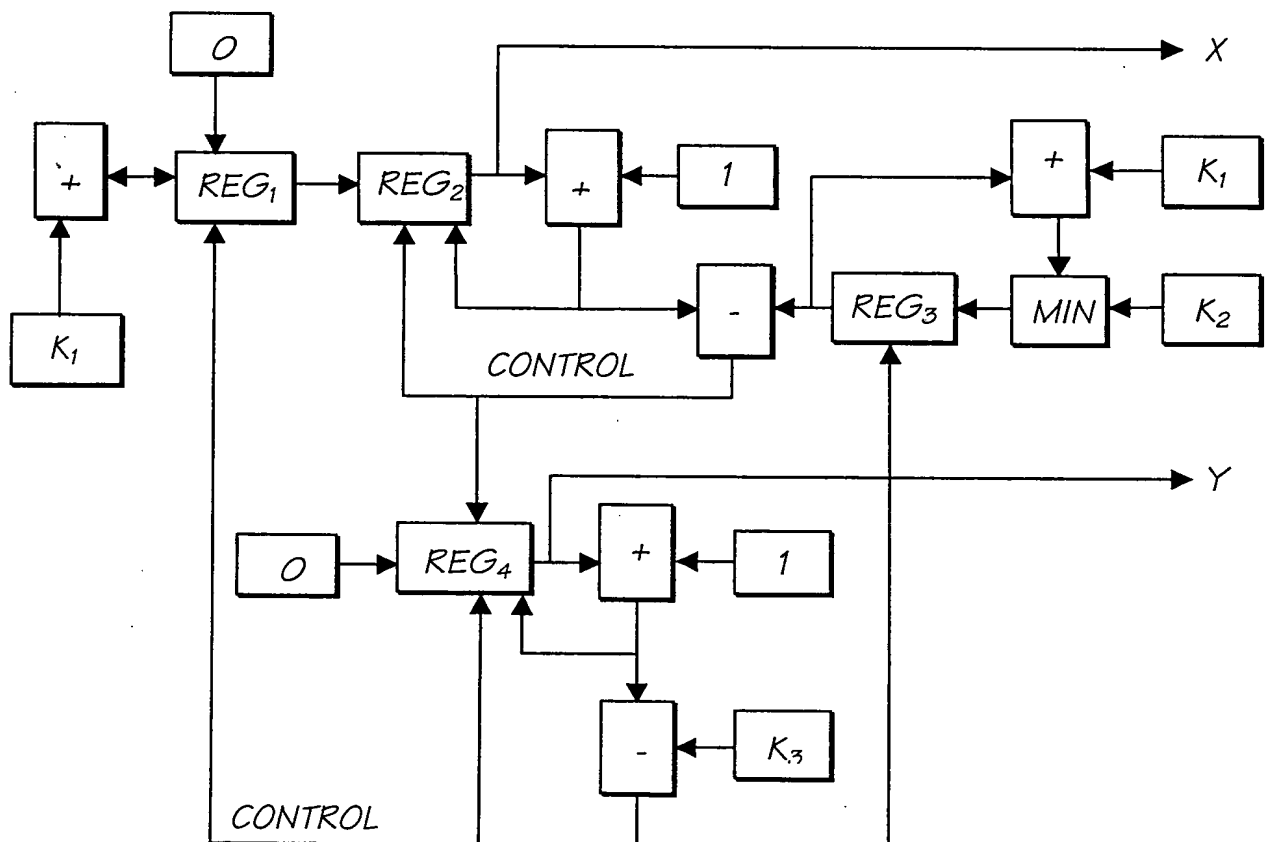 0
X
+
REG₁
REG₂
+
1
+
K₁
K₁
-
REG₃
MIN
K₂
CONTROL
Y
0
REG₄
+
1
-
K₃
CONTROL